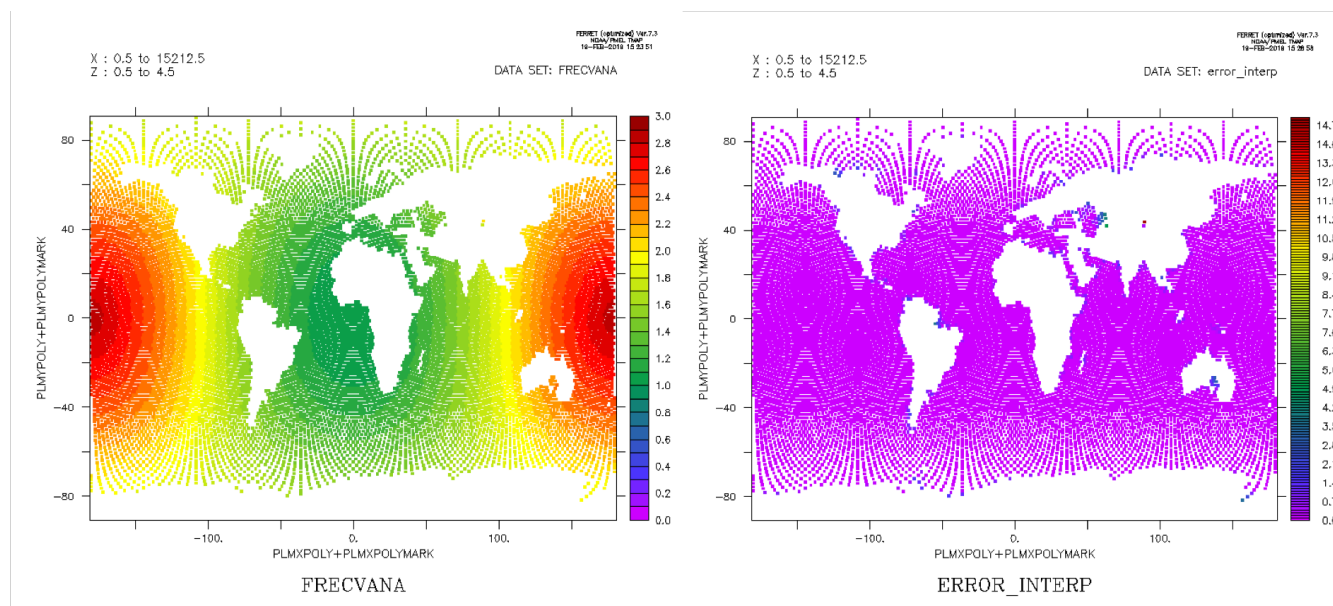 FERRET (optimized) Ver.7.3
NOAA/PMEL TMAP
X : 0.5 to 15212.5
Z : 0.5 to 4.5
DATA SET: FRECVANA
80
40
0
-40
-80
PLMYPOLY+PLMYPOLYMARK
-100.
0.
100.
PLMXPOLY+PLMXPOLYMARK
3.0
2.8
2.6
2.4
2.2
2.0
1.8
1.6
1.4
1.2
1.0
0.8
0.6
0.4
0.2
0.0
FRECVANA
FERRET (optimized) Ver.7.3
NOAA/PMEL TMAP
X : 0.5 to 15212.5
Z : 0.5 to 4.5
DATA SET: error_interp
80
40
0
-40
-80
PLMYPOLY+PLMYPOLYMARK
-100.
0.
100.
PLMXPOLY+PLMXPOLYMARK
14.
ERROR_INTERP